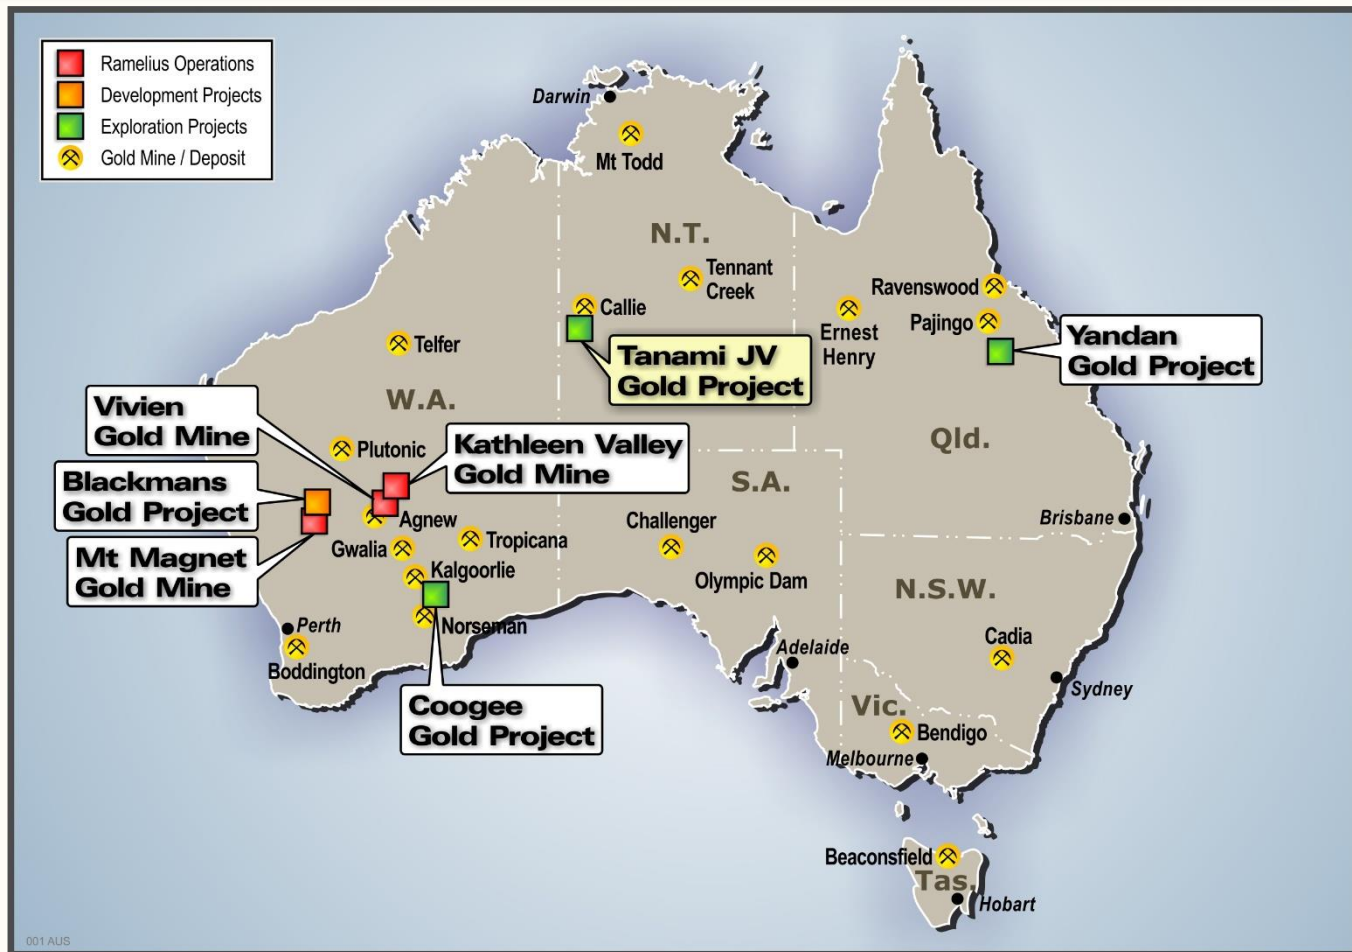 Ramelius Operations
Development Projects
Exploration Projects
Gold Mine / Deposit
Darwin
Mt Todd
N.T.
Tennant
Creek
Callie
Tanami JV
Gold Project
Ravenswood
Pajingo
Ernest
Henry
Yandan
Gold Project
Telfer
W.A.
Vivien
Gold Mine
Plutonic
Kathleen Valley
Gold Mine
Blackmans
Gold Project
Mt Magnet
Gold Mine
Agnew
Gwalia
Tropicana
Kalgoorlie
Norseman
Perth
Boddington
Coogee
Gold Project
S.A.
Challenger
Olympic Dam
Adelaide
Qld.
Brisbane
N.S.W.
Cadia
Sydney
Vic.
Bendigo
Melbourne
Beaconsfield
Tas.
Hobart
001 AUS